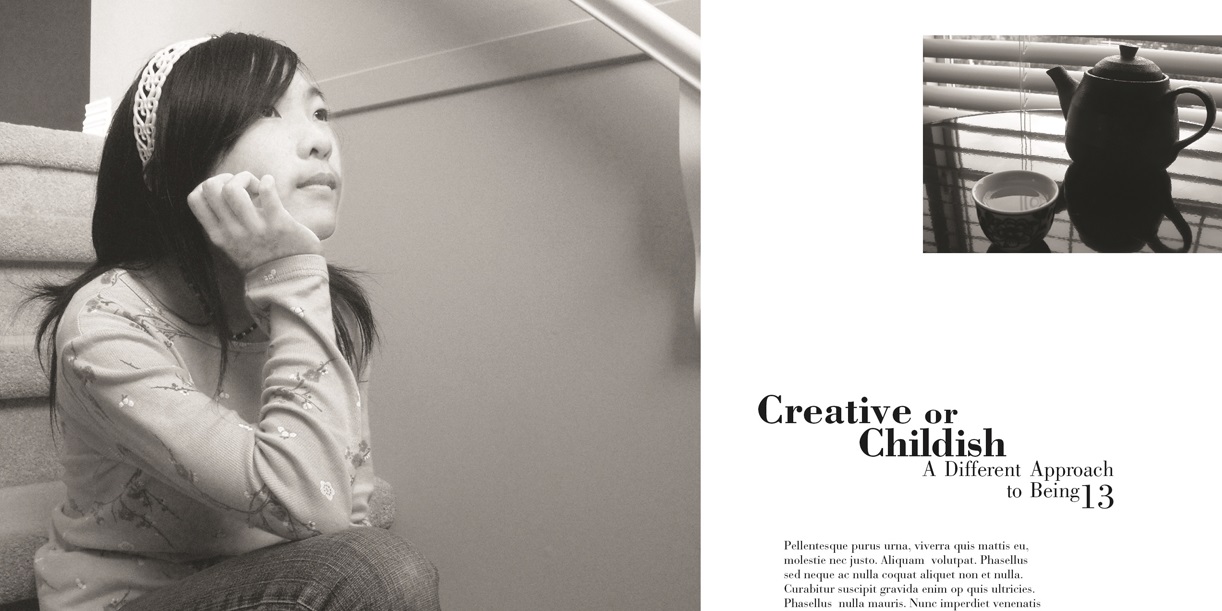 Creative or
Childish
A Different Approach
to Being 13
Pellentesque purus urna, viverra quis mattis eu,
molestie nec justo. Aliquam volutpat. Phasellus
sed neque ac nulla coquat aliquet non et nulla.
Curabitur suscipit gravida enim op quis ultricies.
Phasellus nulla mauris. Nunc imperdiet venenatis